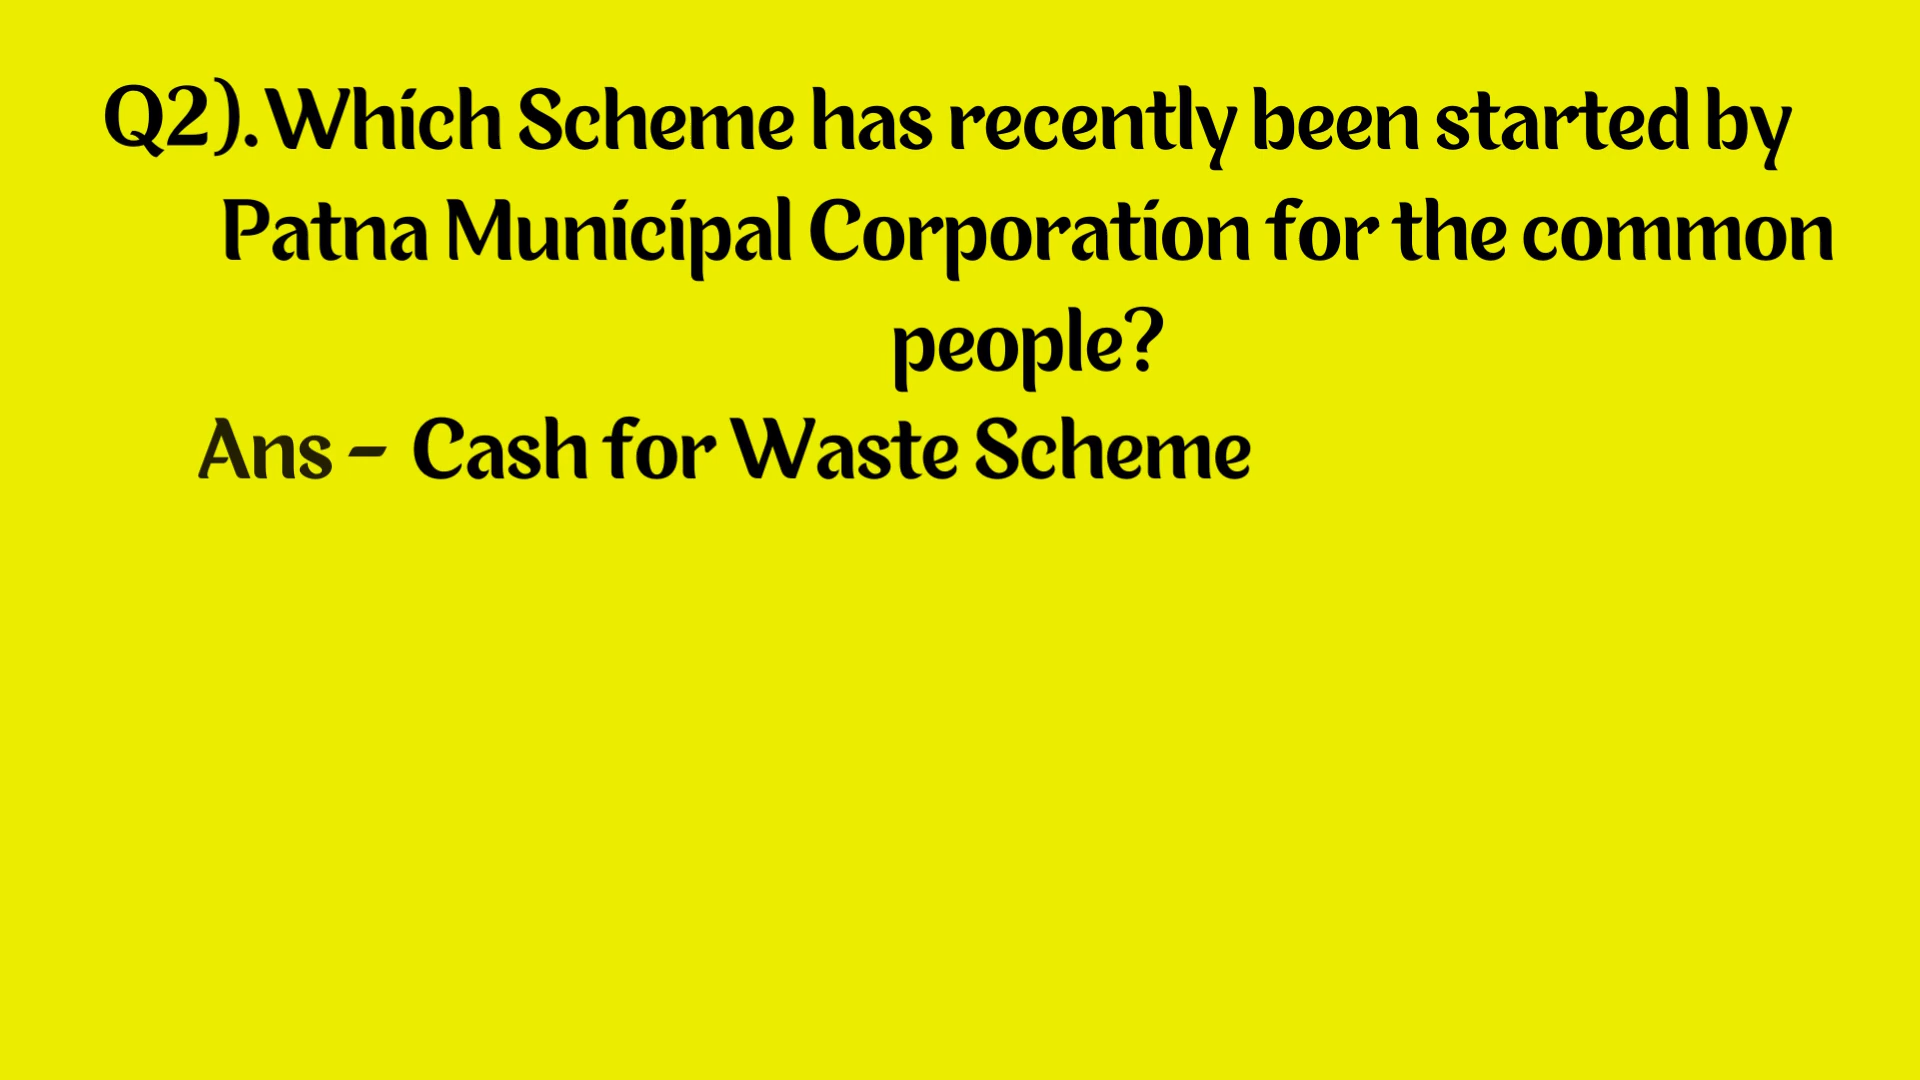 Q2). Which Scheme has recently been started by
Patna Municipal Corporation for the common
people?
Ans - Cash for Waste Scheme